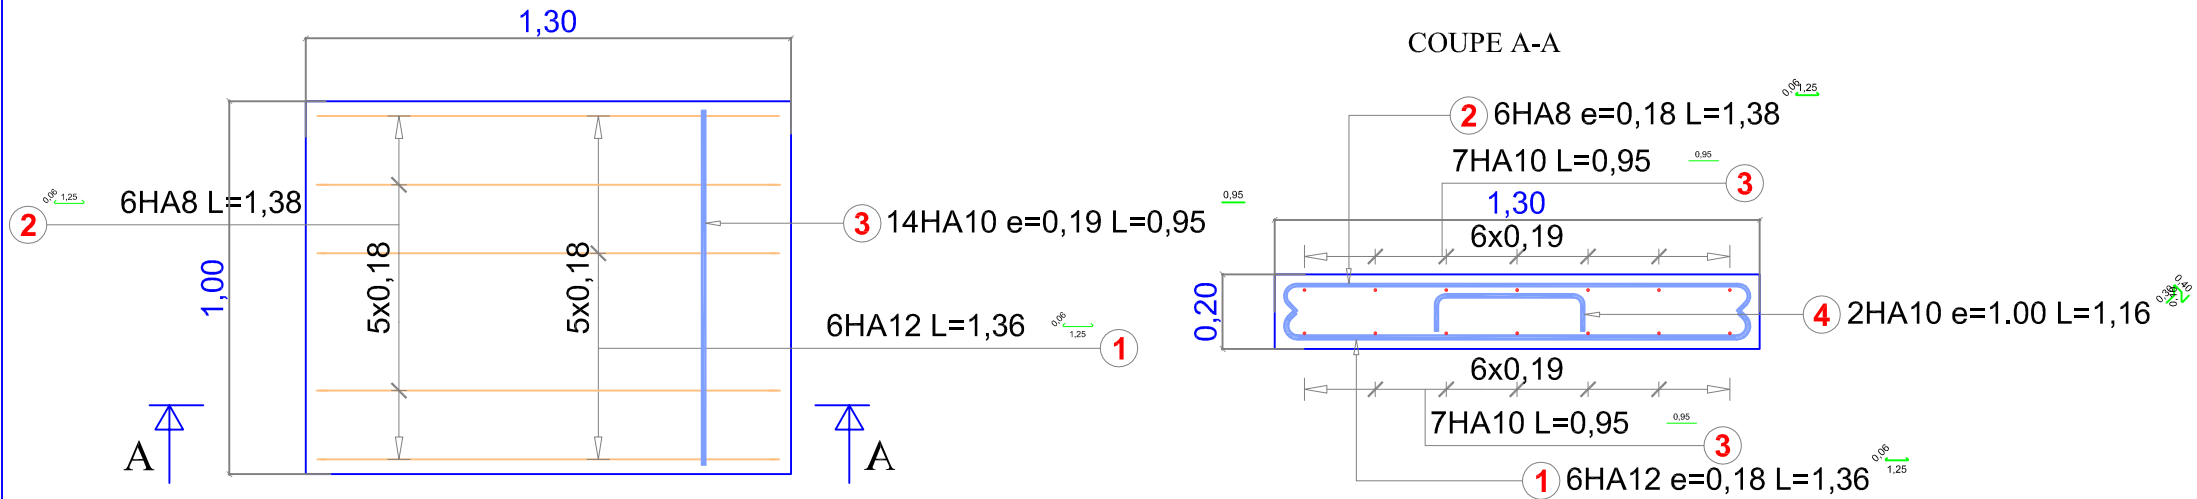 1,30
COUPE A-A
0,06
1,25
2 6HA8 e=0,18 L=1,38
7HA10 L=0,95
0,95
3
0,06
1,25
6HA8 L=1,38
2
0,95
3 14HA10 e=0,19 L=0,95
1,30
6x0,19
1,00
5x0,18
5x0,18
0,20
6HA12 L=1,36
0,06
1,25
1
4 2HA10 e=1.00 L=1,16
0,38
0,40
6x0,19
7HA10 L=0,95
0,95
3
A
A
1 6HA12 e=0,18 L=1,36
0,06
1,25